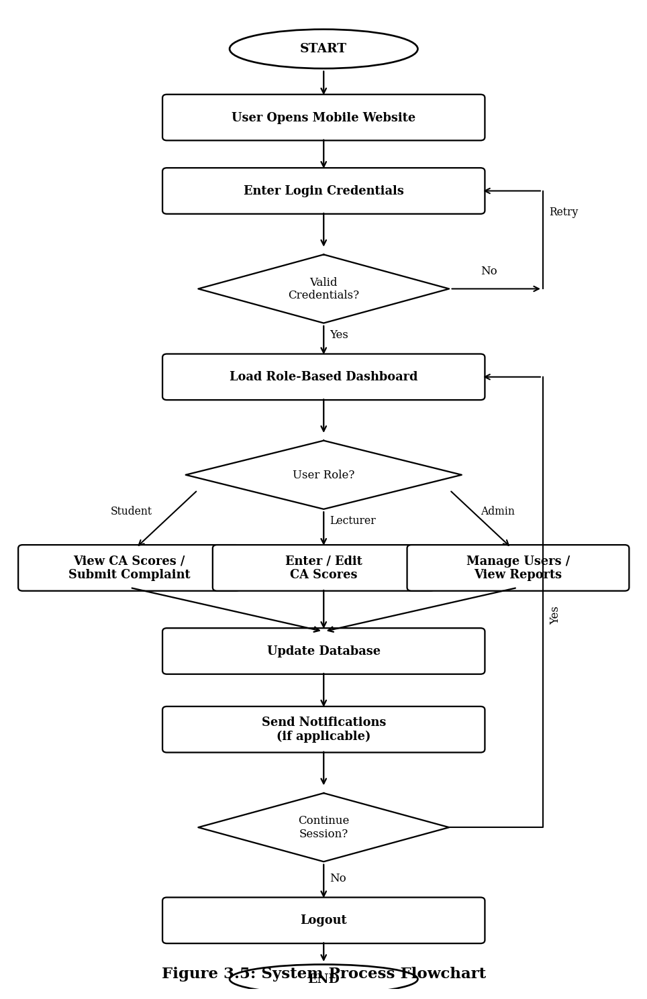 START
User Opens Mobile Website
Enter Login Credentials
Retry
No
Valid
Credentials?
Yes
Load Role-Based Dashboard
User Role?
Student
Lecturer
Admin
View CA Scores /
Submit Complaint
Enter / Edit
CA Scores
Manage Users /
View Reports
Yes
Update Database
Send Notifications
(if applicable)
Continue
Session?
No
Logout
Figure 3.5: System Process Flowchart
END